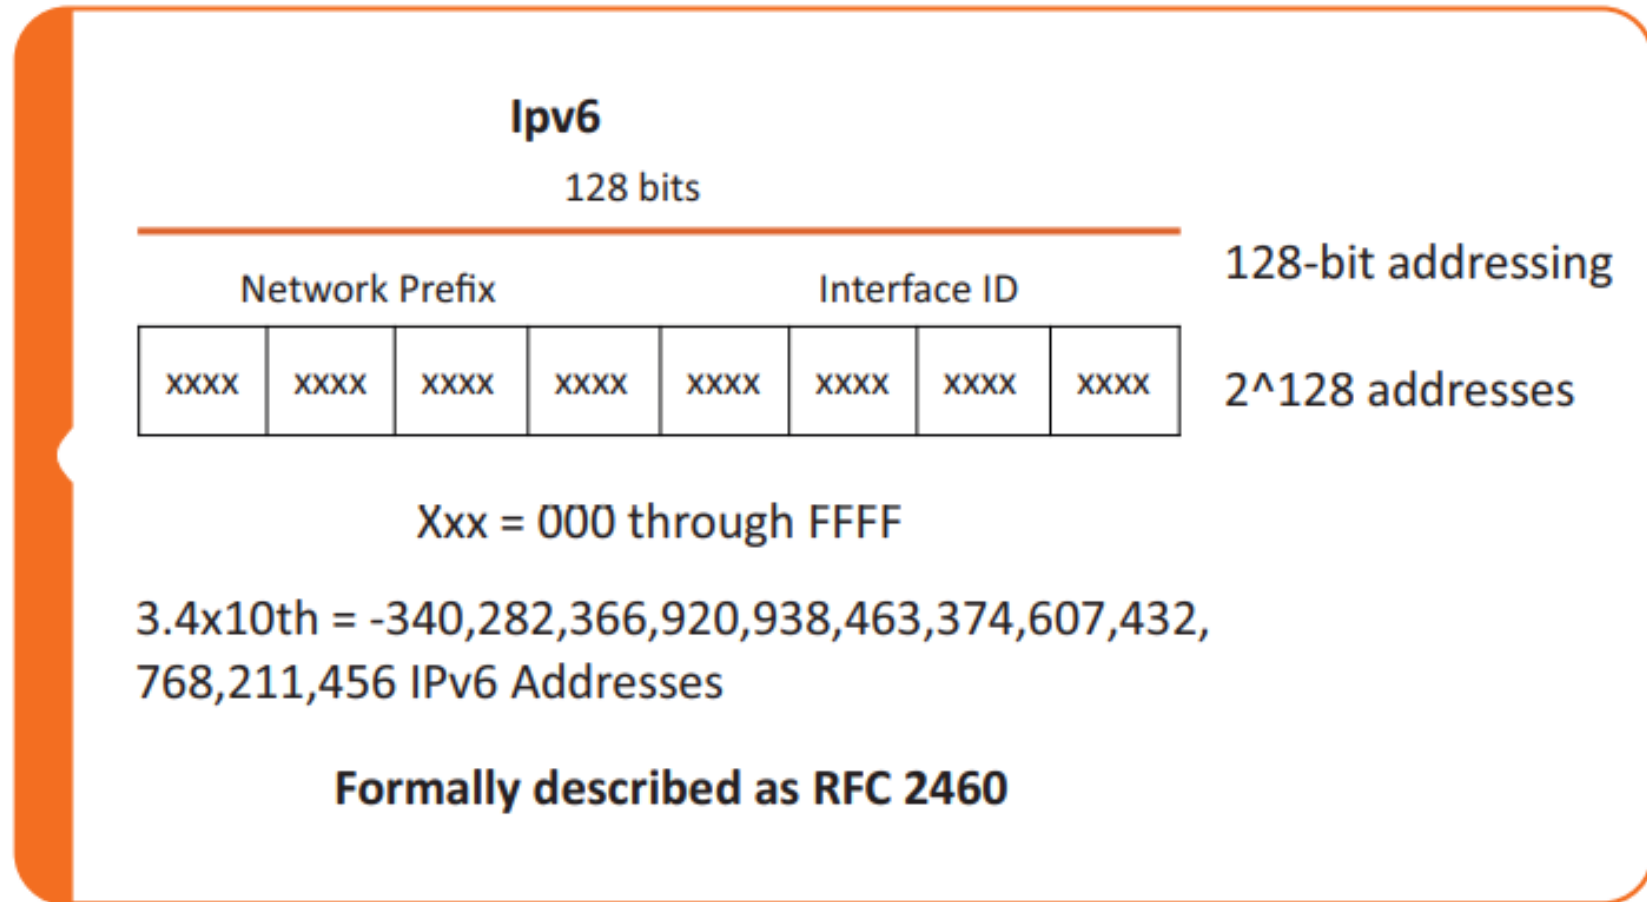 Ipv6
128 bits
Network Prefix Interface ID
128-bit addressing
xxxx xxxx xxxx xxxx xxxx xxxx xxxx xxxx
2^128 addresses
Xxx = 000 through FFFF
3.4x10th = -340,282,366,920,938,463,374,607,432,
768,211,456 IPv6 Addresses
Formally described as RFC 2460